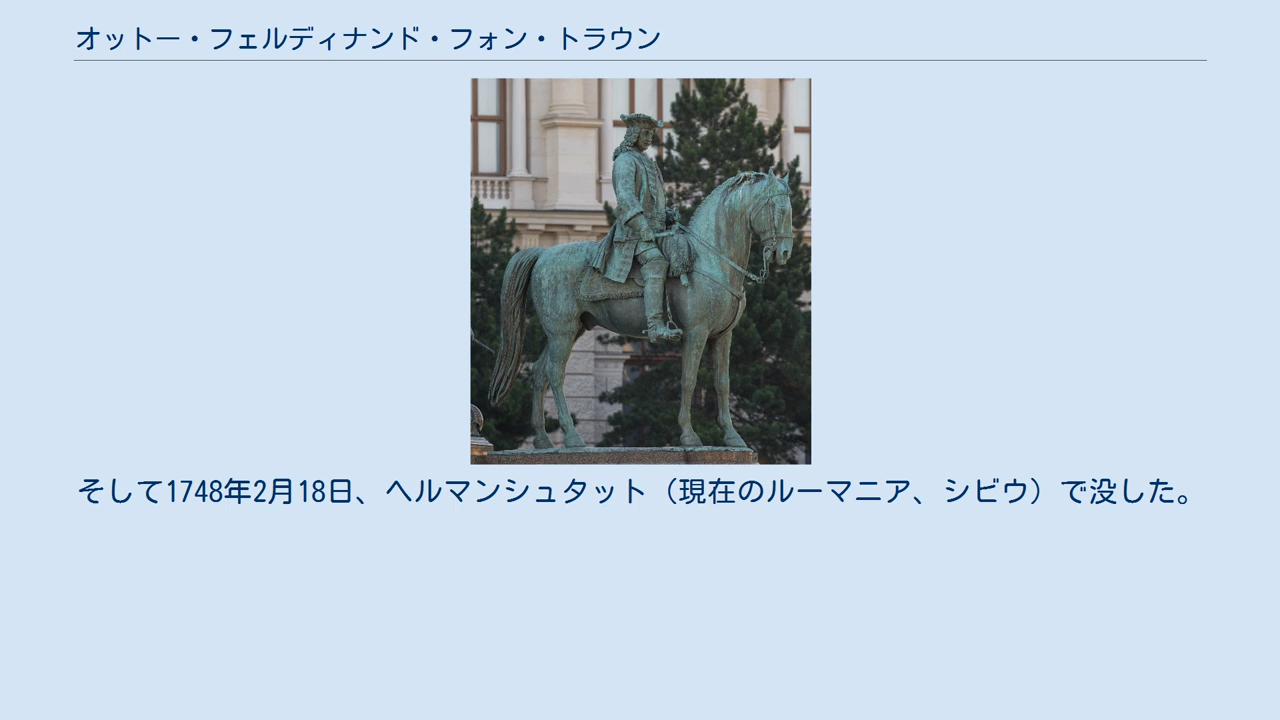 オットー・フェルディナンド・フォン・トラウン
そして1748年2月18日、ヘルマンシュタット（現在のルーマニア、シビウ）で没した。